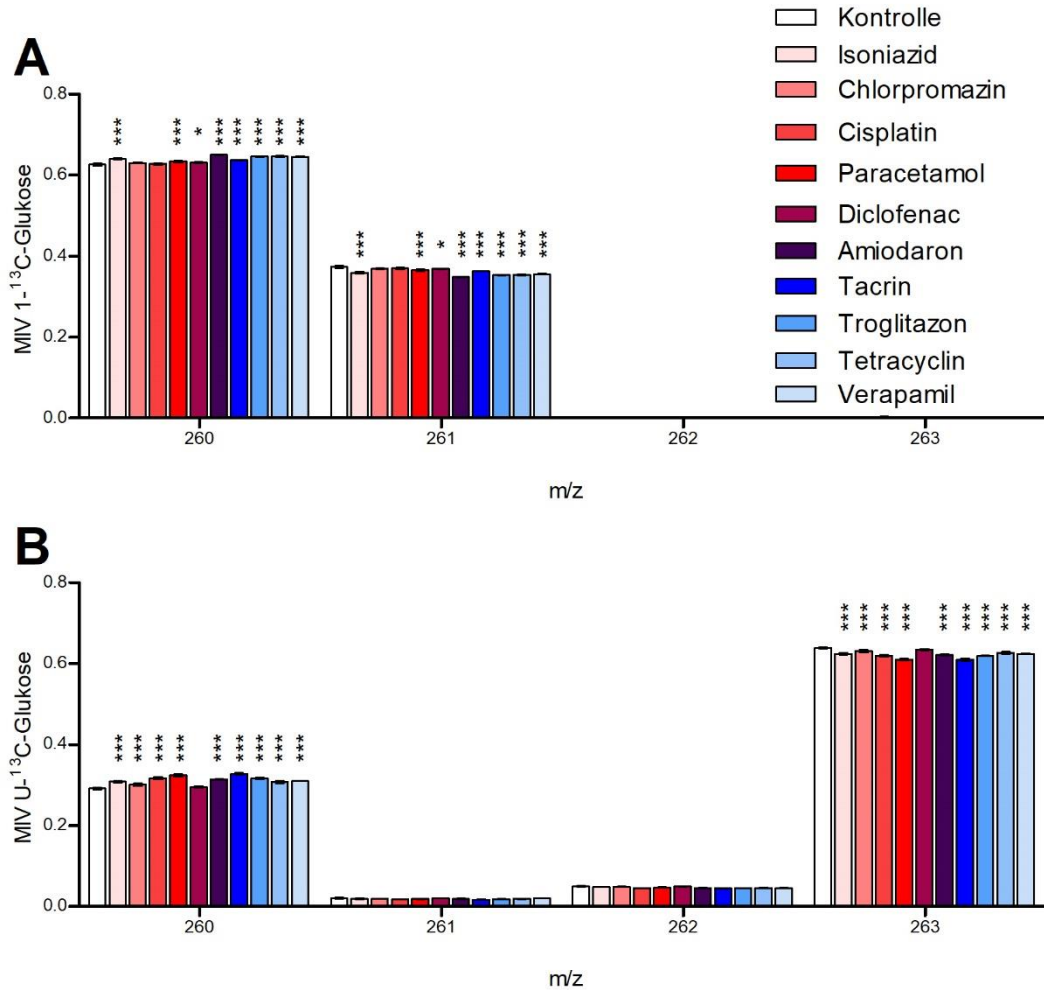 Kontrolle
Isoniazid
Chlorpromazin
Cisplatin
Paracetamol
Diclofenac
Amiodaron
Tacrin
Troglitazon
Tetracyclin
Verapamil
A
MIV 1-¹³C-Glukose
0.8
0.6
0.4
0.2
0.0
*** *** * *** *** *** *** ***
*** *** * *** *** *** *** ***
260 261 262 263
m/z
B
MIV U-¹³C-Glukose
0.8
0.6
0.4
0.2
0.0
*** *** *** *** *** *** *** *** ***
*** *** *** *** *** *** *** *** ***
260 261 262 263
m/z